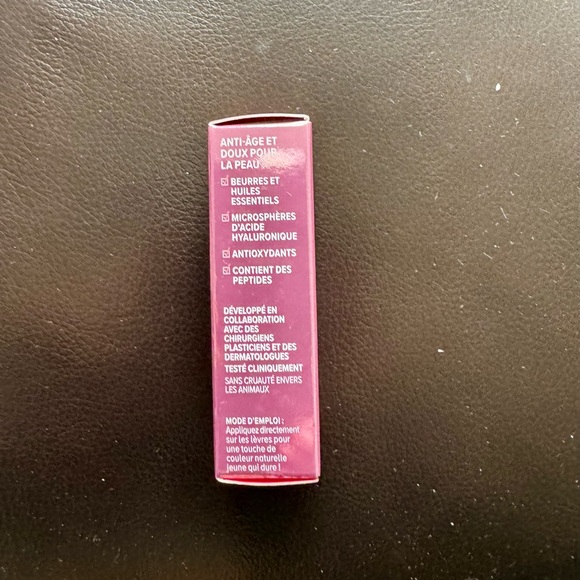 ANTI-ÂGE ET
DOUX POUR
LA PEAU
☑ BEURRES ET
HUILES
ESSENTIELS
☑ MICROSPHÈRES
D'ACIDE
HYALURONIQUE
☑ ANTIOXYDANTS
☑ CONTIENT DES
PEPTIDES
DÉVELOPPÉ EN
COLLABORATION
AVEC DES
CHIRURGIENS
PLASTICIENS ET DES
DERMATOLOGUES
TESTÉ CLINIQUEMENT
SANS CRUAUTÉ ENVERS
LES ANIMAUX
MODE D'EMPLOI :
Appliquez directement
sur les lèvres pour
une touche de
couleur naturelle
jeune qui dure !